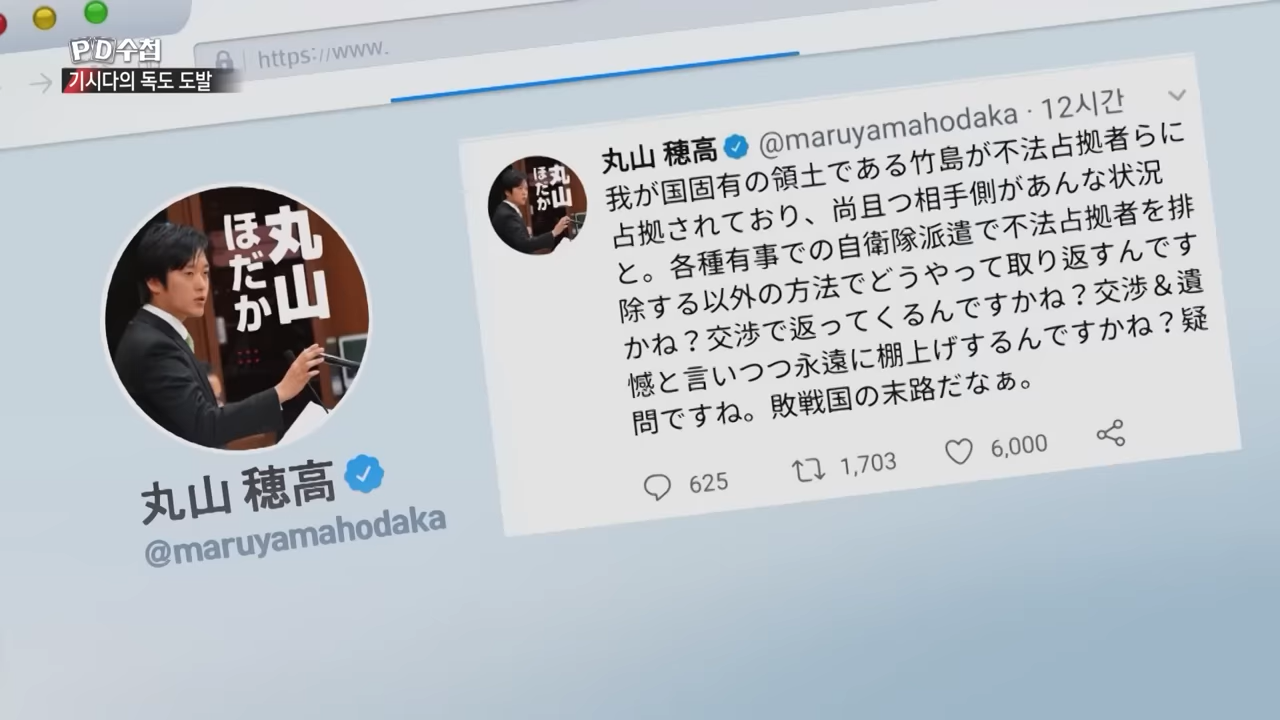 PD수첩
기시다의 독도 도발
https://www.
丸山
ほだか
丸山 穂高
@maruyamahodaka
丸山
ほだか
丸山 穂高 @maruyamahodaka · 12시간
我が国固有の領土である竹島が不法占拠者らに
占拠されており、尚且つ相手側があんな状況
と。各種有事での自衛隊派遣で不法占拠者を排
除する以外の方法でどうやって取り返すんです
かね？交渉で返ってくるんですかね？交渉＆遺
憾と言いつつ永遠に棚上げするんですかね？疑
問ですね。敗戦国の末路だなぁ。
625 1,703 6,000